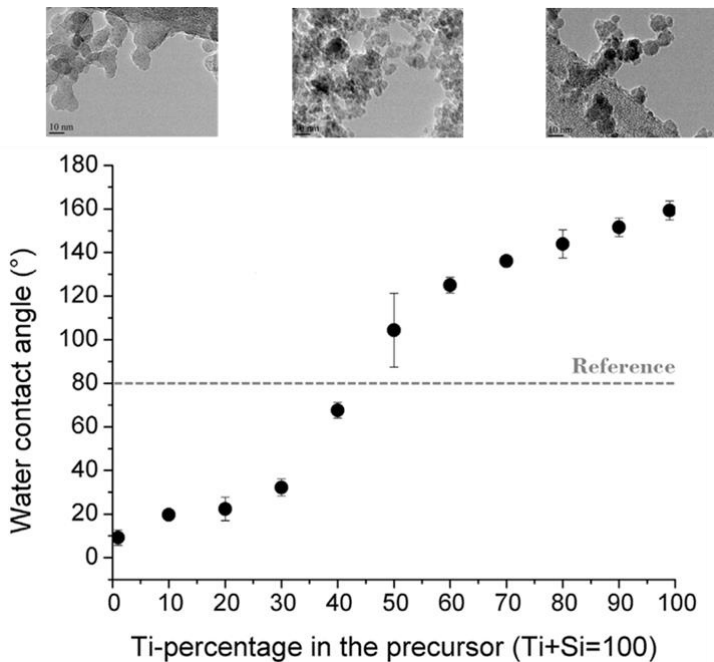 10 nm
10 nm
10 nm
180
160
140
120
100
80
60
40
20
0
Water contact angle (°)
Reference
0 10 20 30 40 50 60 70 80 90 100
Ti-percentage in the precursor (Ti+Si=100)